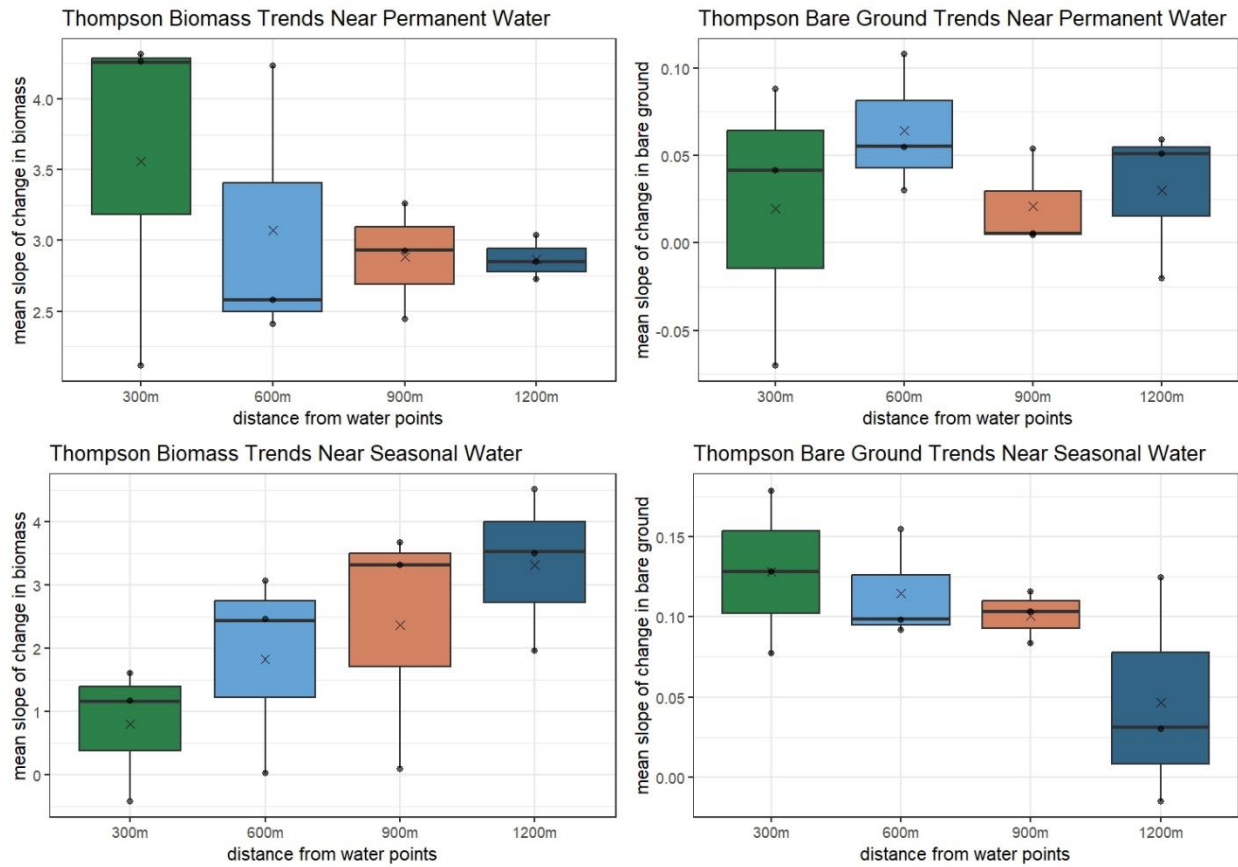 Thompson Biomass Trends Near Permanent Water
mean slope of change in biomass
4.0
3.5
3.0
2.5
300m 600m 900m 1200m
distance from water points
Thompson Bare Ground Trends Near Permanent Water
mean slope of change in bare ground
0.10
0.05
0.00
-0.05
300m 600m 900m 1200m
distance from water points
Thompson Biomass Trends Near Seasonal Water
mean slope of change in biomass
4
3
2
1
0
300m 600m 900m 1200m
distance from water points
Thompson Bare Ground Trends Near Seasonal Water
mean slope of change in bare ground
0.15
0.10
0.05
0.00
300m 600m 900m 1200m
distance from water points